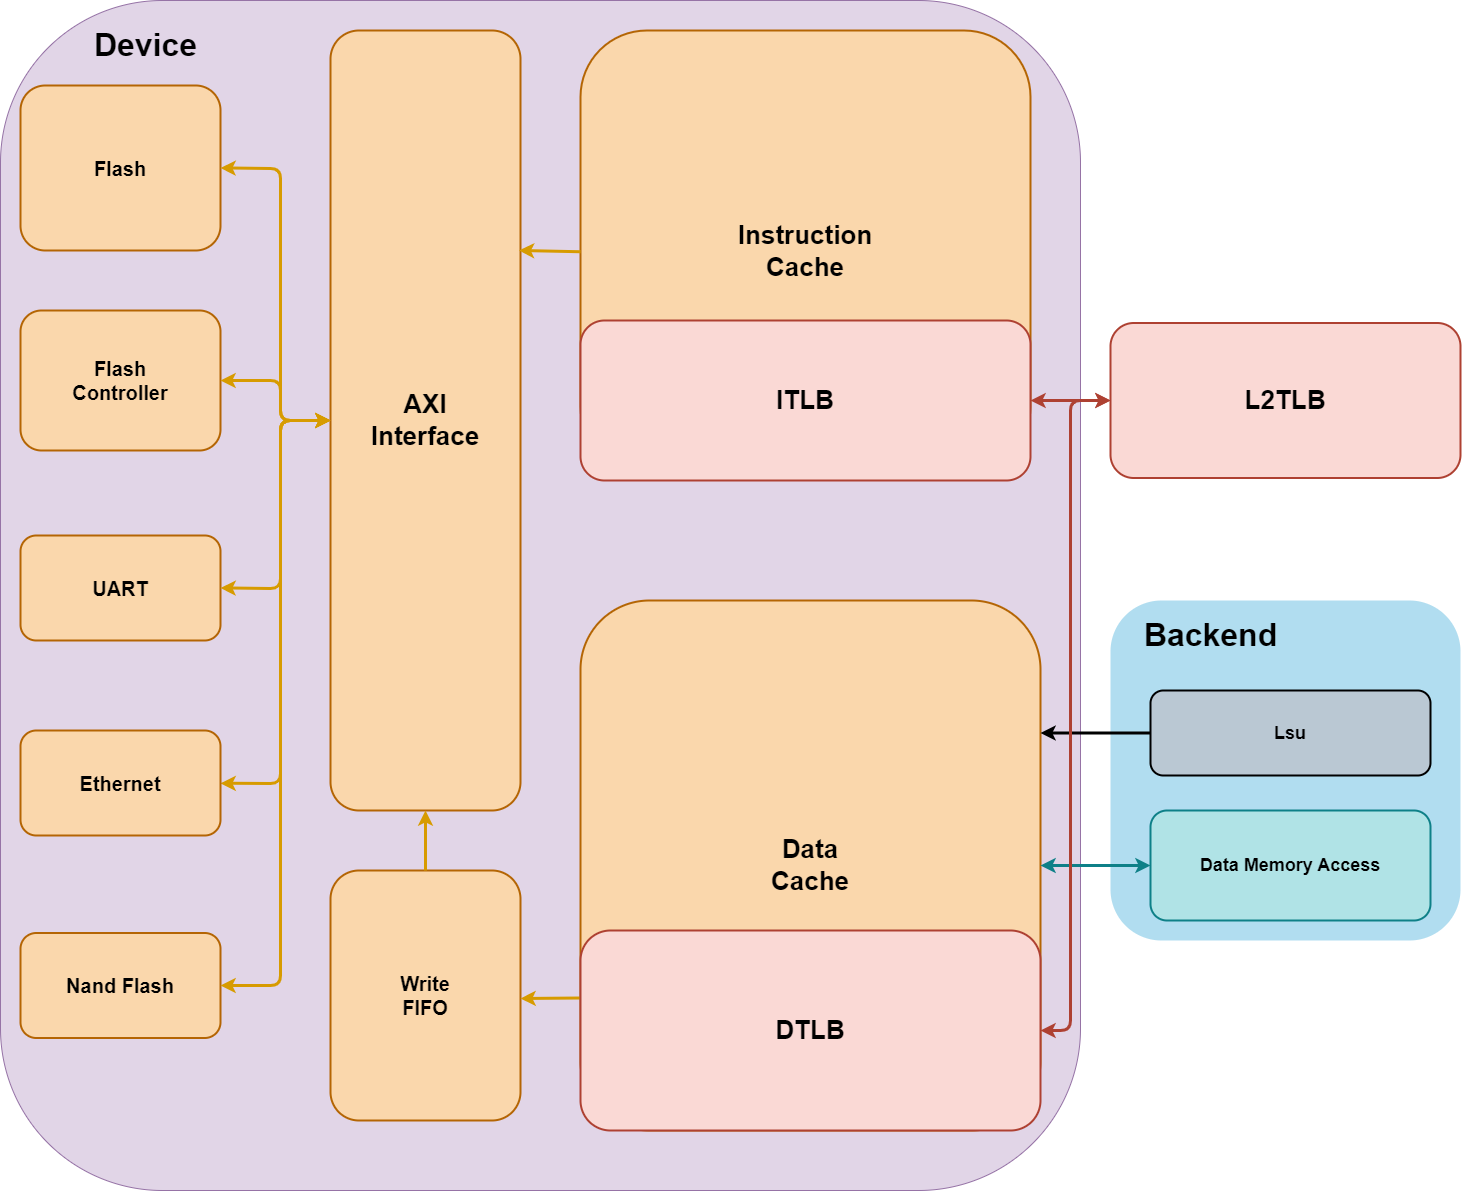 Device
Flash
Flash
Controller
UART
Ethernet
Nand Flash
AXI
Interface
Write
FIFO
Instruction
Cache
ITLB
Data
Cache
DTLB
L2TLB
Backend
Lsu
Data Memory Access